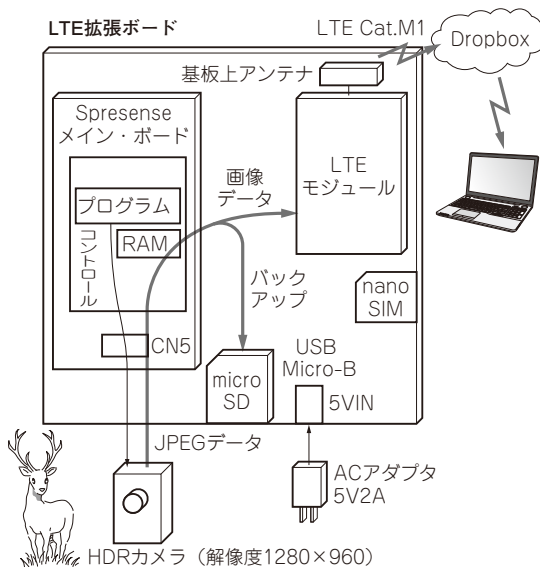 LTE拡張ボード
LTE Cat.M1
Dropbox
基板上アンテナ
Spresense
メイン・ボード
LTE
モジュール
画像
データ
プログラム
RAM
コントロール
バック
アップ
nano
SIM
CN5
USB
Micro-B
micro
SD
5VIN
JPEGデータ
ACアダプタ
5V2A
HDRカメラ（解像度1280×960）